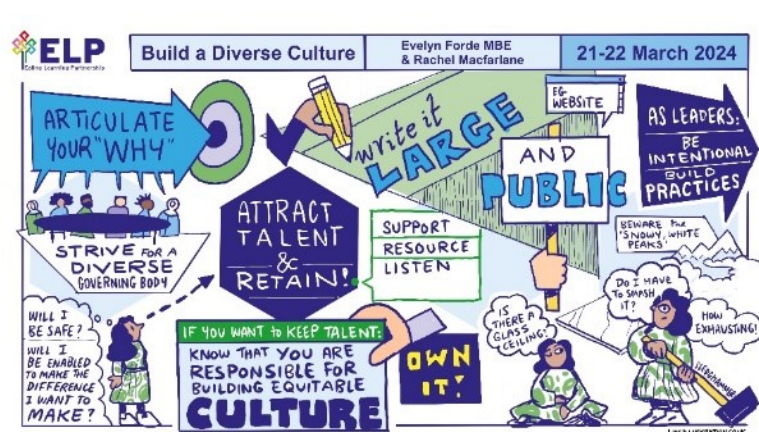 ELP
Ealing Learning Partnership
Build a Diverse Culture
Evelyn Forde MBE
& Rachel Macfarlane
21-22 March 2024
ARTICULATE
YOUR "WHY"
write it
LARGE
AND
PUBLIC
EG
WEBSITE
AS LEADERS:
BE
INTENTIONAL
BUILD
PRACTICES
STRIVE FOR A
DIVERSE
GOVERNING BODY
ATTRACT
TALENT
&
RETAIN!
SUPPORT
RESOURCE
LISTEN
BEWARE the
'SNOWY, WHITE
PEAKS'
WILL I
BE SAFE?
WILL I
BE ENABLED
TO MAKE THE
DIFFERENCE
I WANT TO
MAKE?
IF YOU WANT to KEEP TALENT:
KNOW THAT YOU ARE
RESPONSIBLE FOR
BUILDING EQUITABLE
CULTURE
OWN
IT!
IS
THERE A
GLASS
CEILING?
DO I HAVE
TO SMASH
IT?
HOW
EXHAUSTING!
SLEDGEHAMMER